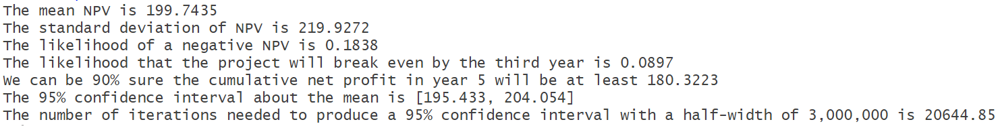 The mean NPV is 199.7435
The standard deviation of NPV is 219.9272
The likelihood of a negative NPV is 0.1838
The likelihood that the project will break even by the third year is 0.0897
We can be 90% sure the cumulative net profit in year 5 will be at least 180.3223
The 95% confidence interval about the mean is [195.433, 204.054]
The number of iterations needed to produce a 95% confidence interval with a half-width of 3,000,000 is 20644.85